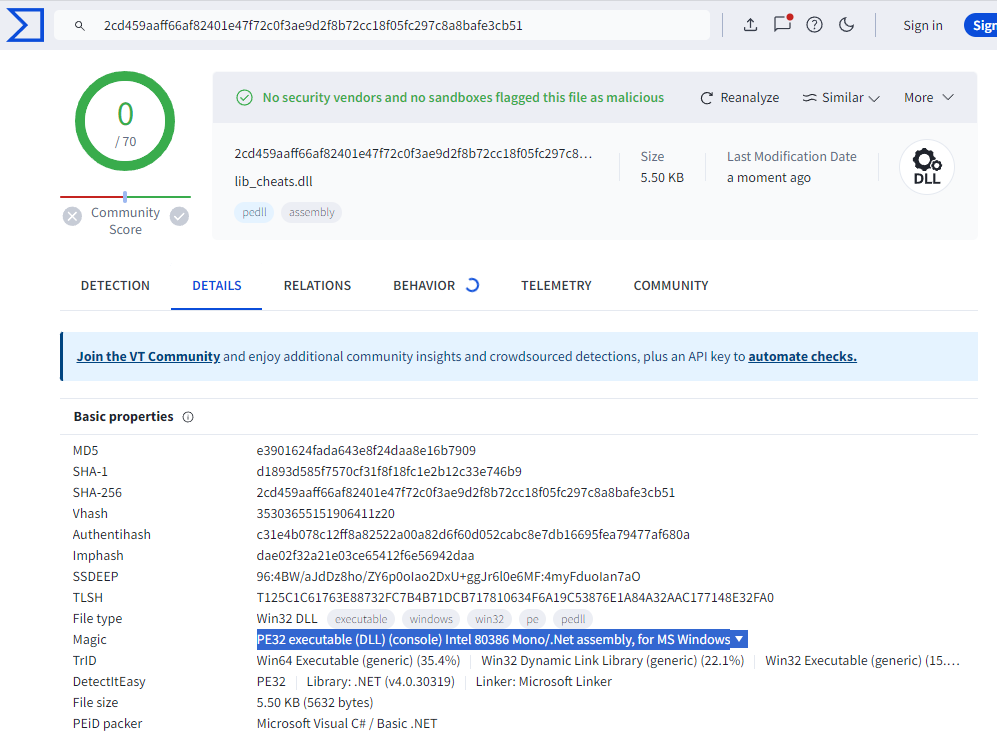 2cd459aaff66af82401e47f72c0f3ae9d2f8b72cc18f05fc297c8a8bafe3cb51
Sign in
Sigr
0
/ 70
Community
Score
No security vendors and no sandboxes flagged this file as malicious
Reanalyze
Similar
More
2cd459aaff66af82401e47f72c0f3ae9d2f8b72cc18f05fc297c8...
lib_cheats.dll
pedll assembly
Size
5.50 KB
Last Modification Date
a moment ago
DLL
DETECTION DETAILS RELATIONS BEHAVIOR TELEMETRY COMMUNITY
Join the VT Community and enjoy additional community insights and crowdsourced detections, plus an API key to automate checks.
Basic properties
MD5 e3901624fada643e8f24daa8e16b7909
SHA-1 d1893d585f7570cf31f8f18fc1e2b12c33e746b9
SHA-256 2cd459aaff66af82401e47f72c0f3ae9d2f8b72cc18f05fc297c8a8bafe3cb51
Vhash 35303655151906411z20
Authentihash c31e4b078c12ff8a82522a00a82d6f60d052cabc8e7db16695fea79477af680a
Imphash dae02f32a21e03ce65412f6e56942daa
SSDEEP 96:4BW/aJdDz8ho/ZY6p0oIao2DxU+ggJr6l0e6MF:4myFduoIan7aO
TLSH T125C1C61763E88732FC7B4B71DCB717810634F6A19C53876E1A84A32AAC177148E32FA0
File type Win32 DLL executable windows win32 pe pedll
Magic PE32 executable (DLL) (console) Intel 80386 Mono/.Net assembly, for MS Windows
TrID Win64 Executable (generic) (35.4%) Win32 Dynamic Link Library (generic) (22.1%) Win32 Executable (generic) (15....
DetectItEasy PE32 Library: .NET (v4.0.30319) Linker: Microsoft Linker
File size 5.50 KB (5632 bytes)
PEiD packer Microsoft Visual C# / Basic .NET